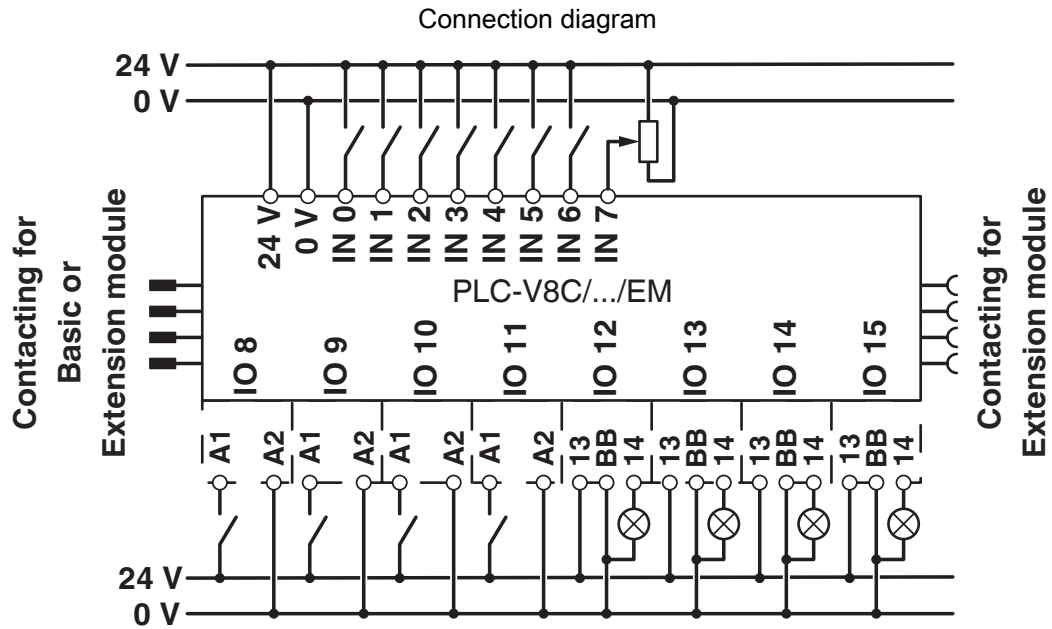 Connection diagram
24 V
0 V
Contacting for
Basic or
Extension module
24 V
0 V
IN 0
IN 1
IN 2
IN 3
IN 4
IN 5
IN 6
IN 7
PLC-V8C/.../EM
IO 8
IO 9
IO 10
IO 11
IO 12
IO 13
IO 14
IO 15
Contacting for
Extension module
A1
A2
A1
A2
A1
A2
A1
A2
13
BB
14
13
BB
14
13
BB
14
13
BB
14
24 V
0 V